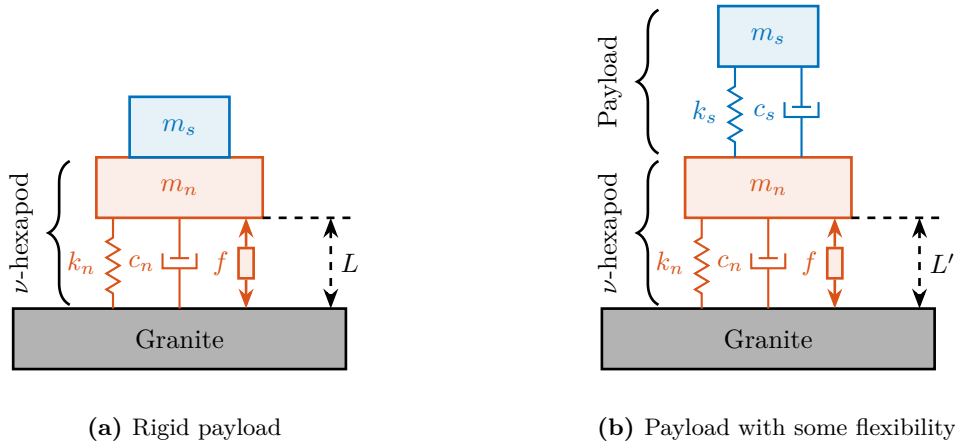 m_s
m_n
ν-hexapod
k_n
c_n
f
L
Granite
(a) Rigid payload
m_s
Payload
k_s
c_s
m_n
ν-hexapod
k_n
c_n
f
L′
Granite
(b) Payload with some flexibility